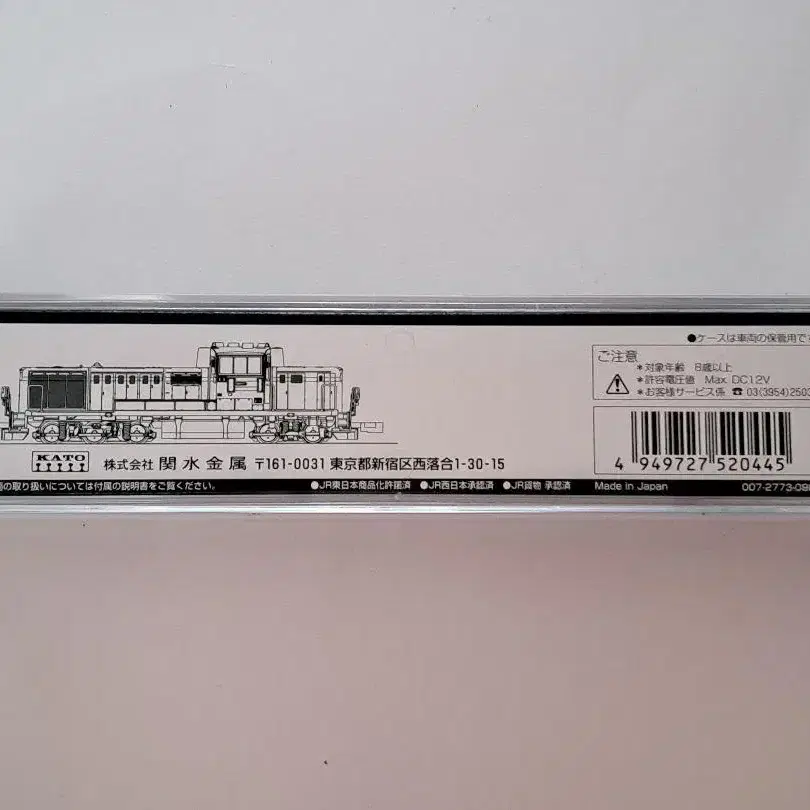 ●ケースは車両の保管用で
ご注意
*対象年齢 8歳以上
*許容電圧値 Max. DC12V
*お客様サービス係 ☎ 03(3954)2503
KATO
株式会社 関水金属 〒161-0031 東京都新宿区西落合1-30-15
4 949727 520445
の取り扱いについては付属の説明書をご覧ください。
●JR東日本商品化許諾済 ●JR西日本承認済 ●JR貨物 承認済
Made in Japan
007-2773-09